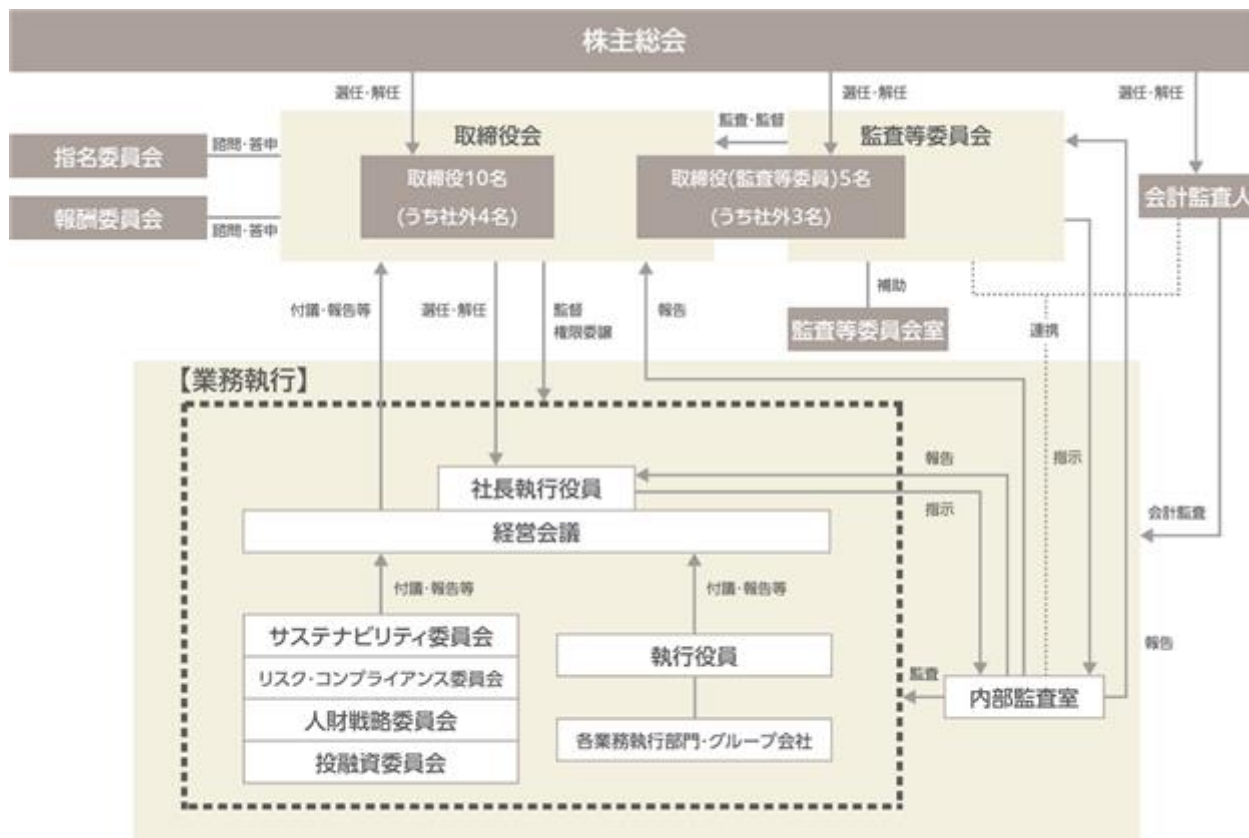 株主総会
選任・解任
選任・解任
選任・解任
取締役会
監査・監督
監査等委員会
指名委員会
諮問・答申
取締役10名
(うち社外4名)
取締役(監査等委員)5名
(うち社外3名)
会計監査人
報酬委員会
諮問・答申
付議・報告等
選任・解任
監督
権限委譲
報告
補助
監査等委員会室
連携
【業務執行】
社長執行役員
報告
指示
指示
経営会議
会計監査
付議・報告等
付議・報告等
サステナビリティ委員会
リスク・コンプライアンス委員会
人財戦略委員会
投融資委員会
執行役員
各業務執行部門・グループ会社
監査
内部監査室
報告